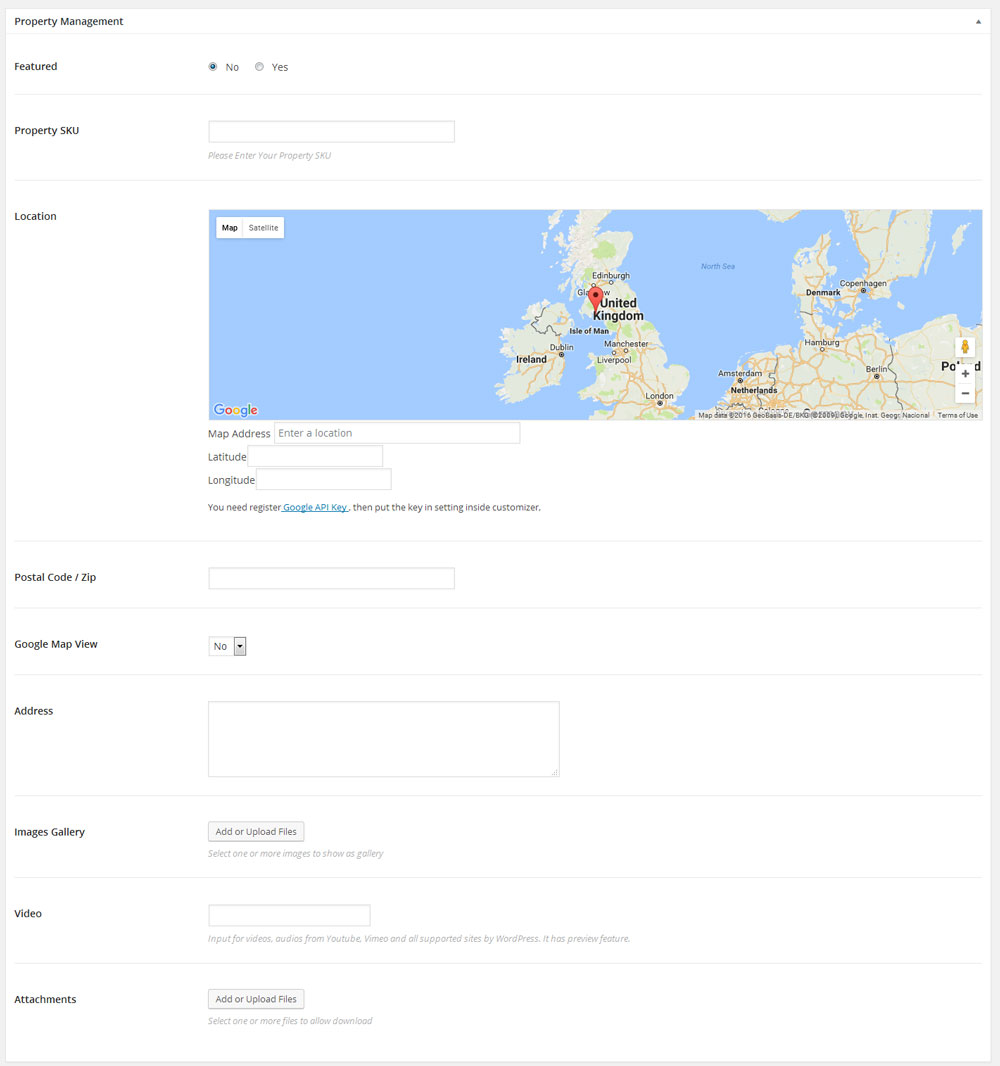 Property Management
Featured
No Yes
Property SKU
Please Enter Your Property SKU
Location
Map Satellite
North Sea
Edinburgh
United
Kingdom
Isle of Man
Dublin
Ireland
Manchester
Liverpool
London
Copenhagen
Denmark
Hamburg
Amsterdam
Netherlands
Berlin
Google
Map data ©2016 GeoBasis-DE/BKG (©2009), Google, Inst. Geogr. Nacional Terms of Use
Map Address Enter a location
Latitude
Longitude
You need register Google API Key , then put the key in setting inside customizer.
Postal Code / Zip
Google Map View
No
Address
Images Gallery
Add or Upload Files
Select one or more images to show as gallery
Video
Input for videos, audios from Youtube, Vimeo and all supported sites by WordPress. It has preview feature.
Attachments
Add or Upload Files
Select one or more files to allow download